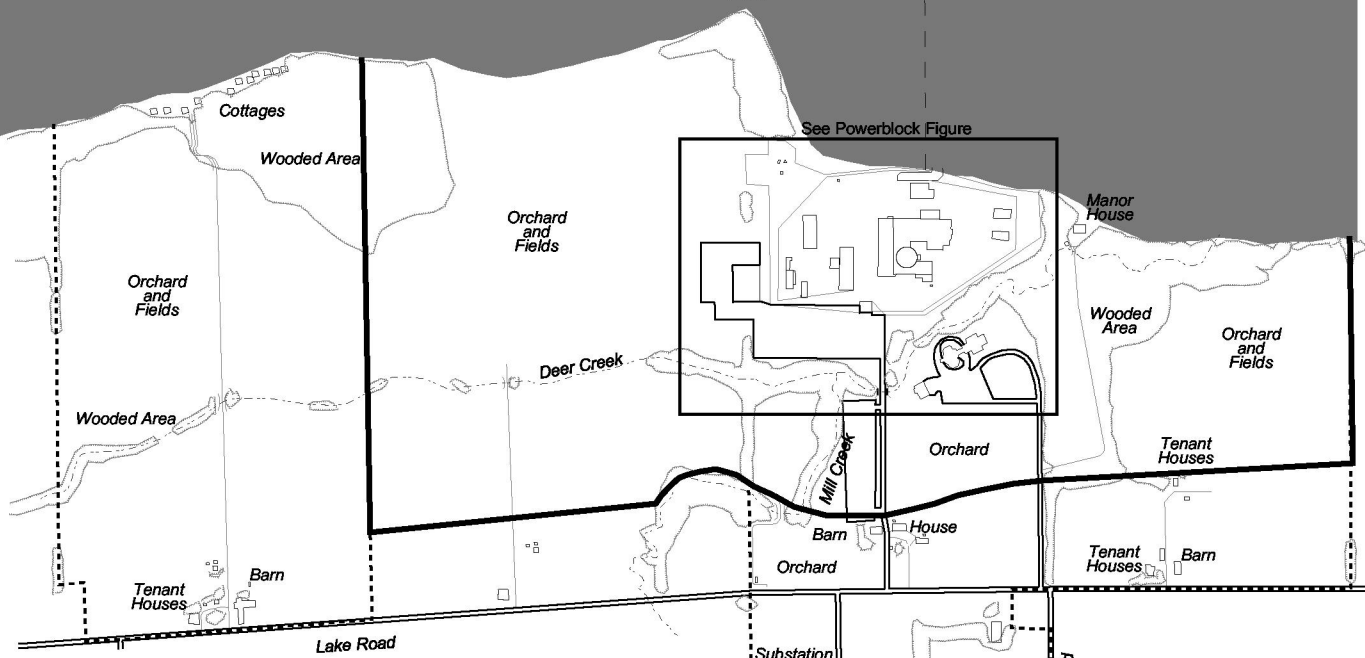 Cottages
See Powerblock Figure
Wooded Area
Manor
House
Orchard
and
Fields
Orchard
and
Fields
Wooded
Area
Orchard
and
Fields
Deer Creek
Wooded Area
Mill Creek
Orchard
Tenant
Houses
Barn
House
Tenant
Houses
Barn
Orchard
Tenant
Houses
Barn
Lake Road
Substation